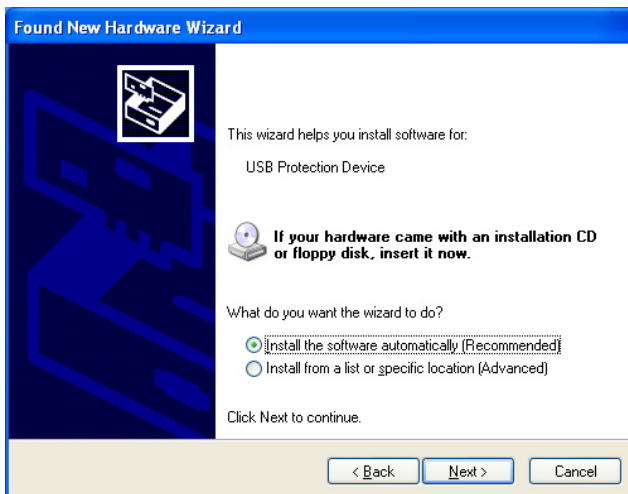 Found New Hardware Wizard
This wizard helps you install software for:
USB Protection Device
If your hardware came with an installation CD
or floppy disk, insert it now.
What do you want the wizard to do?
Install the software automatically (Recommended)
Install from a list or specific location (Advanced)
Click Next to continue.
< Back Next > Cancel